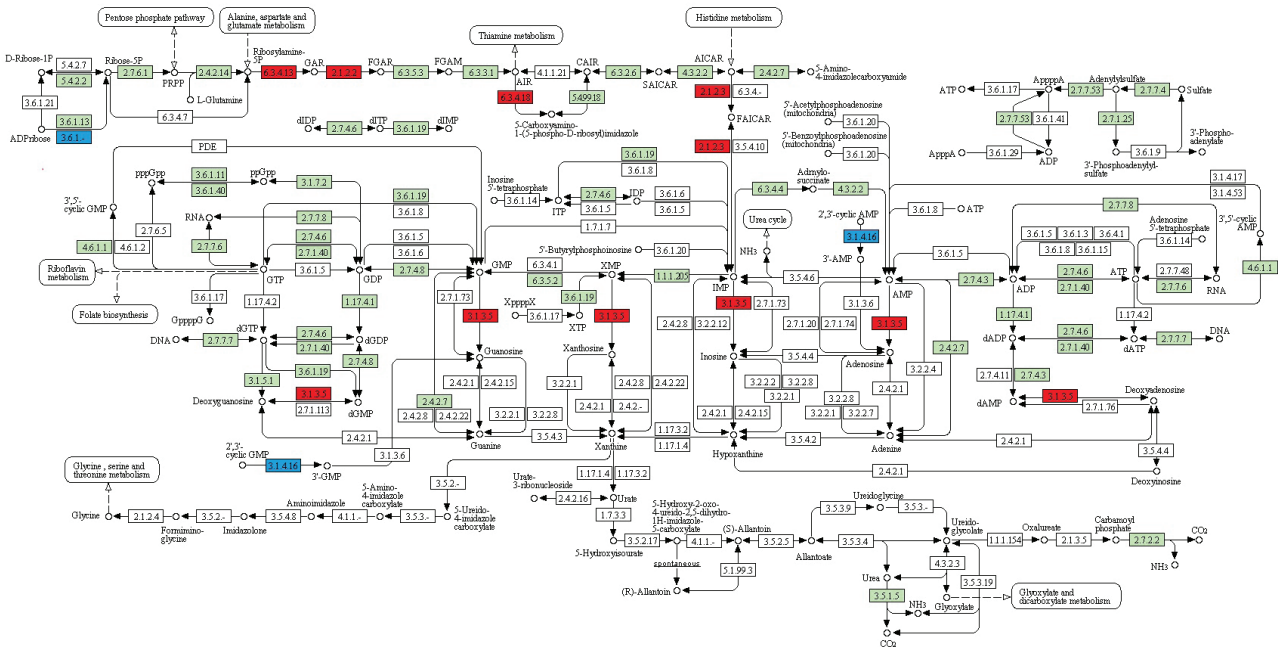 Pentose phosphate pathway
Alanine, aspartate and
glutamate metabolism
Histidine metabolism
Thiamine metabolism
D-Ribose-1P
5.4.2.7
5.4.2.2
Ribose-5P
2.7.6.1
PRPP
2.4.2.14
Ribosylamine-
5P
6.3.4.13
GAR
2.1.2.2
FGAR
6.3.5.3
FGAM
6.3.3.1
AIR
4.1.1.21
CAIR
6.3.2.6
SAICAR
4.3.2.2
AICAR
2.4.2.7
5-Amino-
4-imidazolecarboxyamide
L-Glutamine
6.3.4.7
3.6.1.21
3.6.1.13
ADPribose
3.6.1.-
6.3.4.18
5.4.99.18
5-Carboxyamino-
1-(5-phospho-D-ribosyl)imidazole
2.1.2.3
6.3.4.-
FAICAR
2.1.2.3
3.5.4.10
dIDP
2.7.4.6
dITP
3.6.1.19
dIMP
5'-Acetylphosphoadenosine
(mitochondria)
3.6.1.20
5'-Benzoylphosphoadenosine
(mitochondria)
3.6.1.20
ATP
3.6.1.17
AppppA
2.7.7.53
Adenylylsulfate
2.7.7.4
Sulfate
2.7.7.53
3.6.1.41
2.7.1.25
3'-Phospho-
adenylate
ApppA
3.6.1.29
ADP
3.6.1.9
3'-Phosphoadenylyl-
sulfate
PDE
pppGpp
3.6.1.11
3.6.1.40
ppGpp
3.1.7.2
3',5'-
cyclic GMP
RNA
2.7.7.8
3.6.1.19
3.6.1.8
2.7.6.5
4.6.1.1
4.6.1.2
2.7.7.6
2.7.4.6
2.7.1.40
3.6.1.5
3.6.1.6
Riboflavin
metabolism
GTP
3.6.1.5
GDP
2.7.4.8
GMP
Folate biosynthesis
3.6.1.17
GppppG
1.17.4.2
1.17.4.1
Inosine
5'-tetraphosphate
3.6.1.14
ITP
3.6.1.19
3.6.1.8
2.7.4.6
3.6.1.5
IDP
3.6.1.6
3.6.1.5
1.7.1.7
5'-Butyrylphosphoinosine
3.6.1.20
6.3.4.1
6.3.5.2
XMP
1.1.1.205
IMP
XppppX
3.6.1.17
3.6.1.19
XTP
2.7.1.73
3.1.3.5
3.1.3.5
6.3.4.4
4.3.2.2
Urea cycle
NH3
2',3'-cyclic AMP
3.1.4.16
3'-AMP
3.6.1.8
ATP
3.5.4.6
AMP
3.1.3.6
3.1.3.5
2.7.1.73
2.4.2.8
3.2.2.12
2.7.1.20
2.7.1.74
3.1.3.5
3.1.4.17
3.1.4.53
3',5'-cyclic
AMP
4.6.1.1
2.7.7.8
3.6.1.5
3.6.1.3
3.6.4.1
3.6.1.8
3.6.1.15
Adenosine
5'-tetraphosphate
3.6.1.14
3.6.1.5
2.7.4.3
ADP
2.7.4.6
2.7.1.40
ATP
2.7.7.48
2.7.7.6
RNA
1.17.4.1
1.17.4.2
DNA
2.7.7.7
dGTP
2.7.4.6
2.7.1.40
dGDP
2.7.4.8
3.6.1.19
3.1.5.1
Deoxyguanosine
3.1.3.5
2.7.1.113
dGMP
2.4.2.1
Guanosine
2.4.2.1
2.4.2.15
2.4.2.7
2.4.2.8
2.4.2.22
3.2.2.1
3.2.2.8
Guanine
3.5.4.3
Xanthosine
3.2.2.1
2.4.2.8
2.4.2.22
2.4.2.1
2.4.2.-
Xanthine
1.17.3.2
1.17.1.4
Inosine
3.5.4.4
Adenosine
3.2.2.2
3.2.2.8
3.2.2.1
2.4.2.1
2.4.2.15
3.2.2.8
3.2.2.1
3.2.2.7
2.4.2.1
3.2.2.4
2.4.2.7
Hypoxanthine
3.5.4.2
Adenine
2.4.2.1
dADP
2.7.4.6
2.7.1.40
dATP
2.7.7.7
DNA
2.7.4.11
2.7.4.3
dAMP
3.1.3.5
2.7.1.76
Deoxyadenosine
3.5.4.4
2.4.2.1
Deoxyinosine
2',3'-
cyclic GMP
3.1.4.16
3'-GMP
3.1.3.6
Glycine , serine and
threonine metabolism
Glycine
2.1.2.4
Formimino-
glycine
3.5.2.-
Imidazolone
3.5.4.8
Aminoimidazole
4.1.1.-
5-Amino-
4-imidazole
carboxylate
3.5.3.-
3.5.2.-
5-Ureido-
4-imidazole
carboxylate
1.17.1.4
1.17.3.2
Urate-
3-ribonucleoside
2.4.2.16
Urate
1.7.3.3
3.5.2.17
5-Hydroxyisourate
5-Hydroxy-2-oxo-
4-ureido-2,5-dihydro-
1H-imidazole-
5-carboxylate
4.1.1.-
(S)-Allantoin
spontaneous
5.1.99.3
(R)-Allantoin
3.5.2.5
Allantoate
3.5.3.9
Ureidoglycine
3.5.3.-
3.5.3.4
Ureido-
glycolate
1.1.1.154
Oxalureate
2.1.3.5
Carbamoyl
phosphate
2.7.2.2
CO2
NH3
4.3.2.3
3.5.3.19
Urea
3.5.1.5
NH3
Glyoxylate
Glyoxylate and
dicarboxylate metabolism
CO2